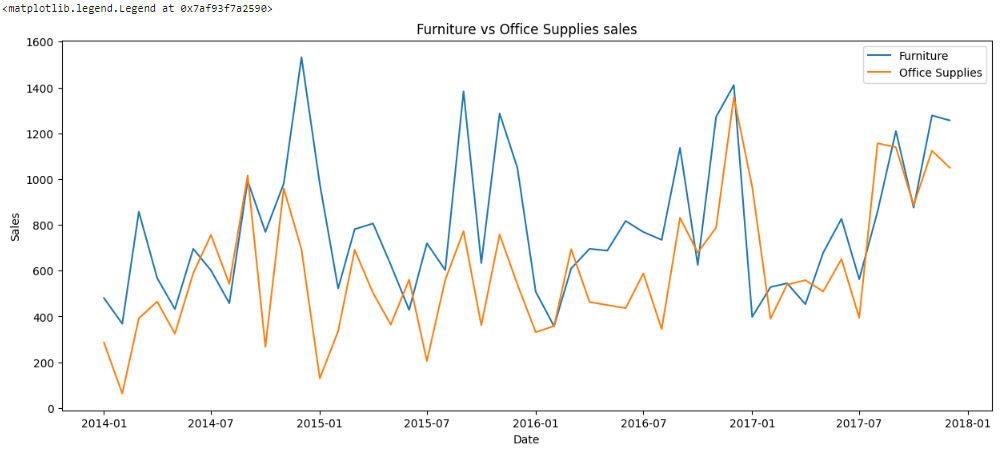 <matplotlib.legend.Legend at 0x7af93f7a2590>
Furniture vs Office Supplies sales
Furniture
Office Supplies
1600
1400
1200
1000
800
600
400
200
0
Sales
2014-01 2014-07 2015-01 2015-07 2016-01 2016-07 2017-01 2017-07 2018-01
Date